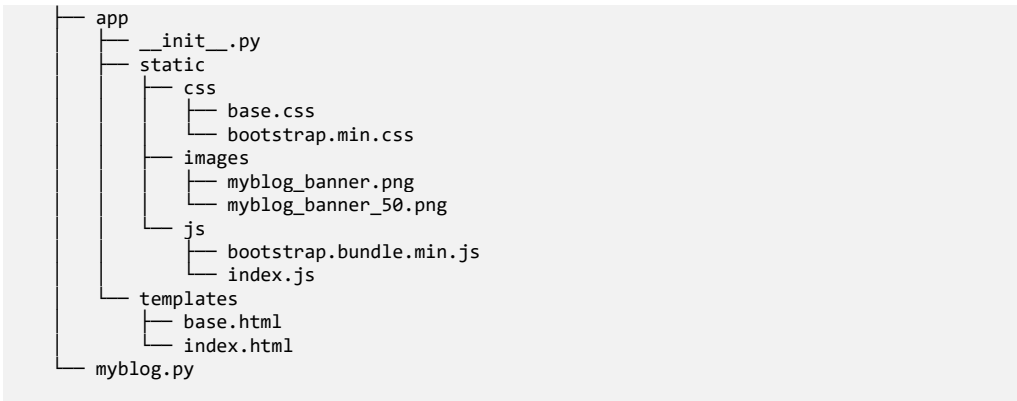 ├── app
│   ├── __init__.py
│   ├── static
│   │   ├── css
│   │   │   ├── base.css
│   │   │   └── bootstrap.min.css
│   │   ├── images
│   │   │   ├── myblog_banner.png
│   │   │   └── myblog_banner_50.png
│   │   └── js
│   │       ├── bootstrap.bundle.min.js
│   │       └── index.js
│   └── templates
│       ├── base.html
│       └── index.html
└── myblog.py